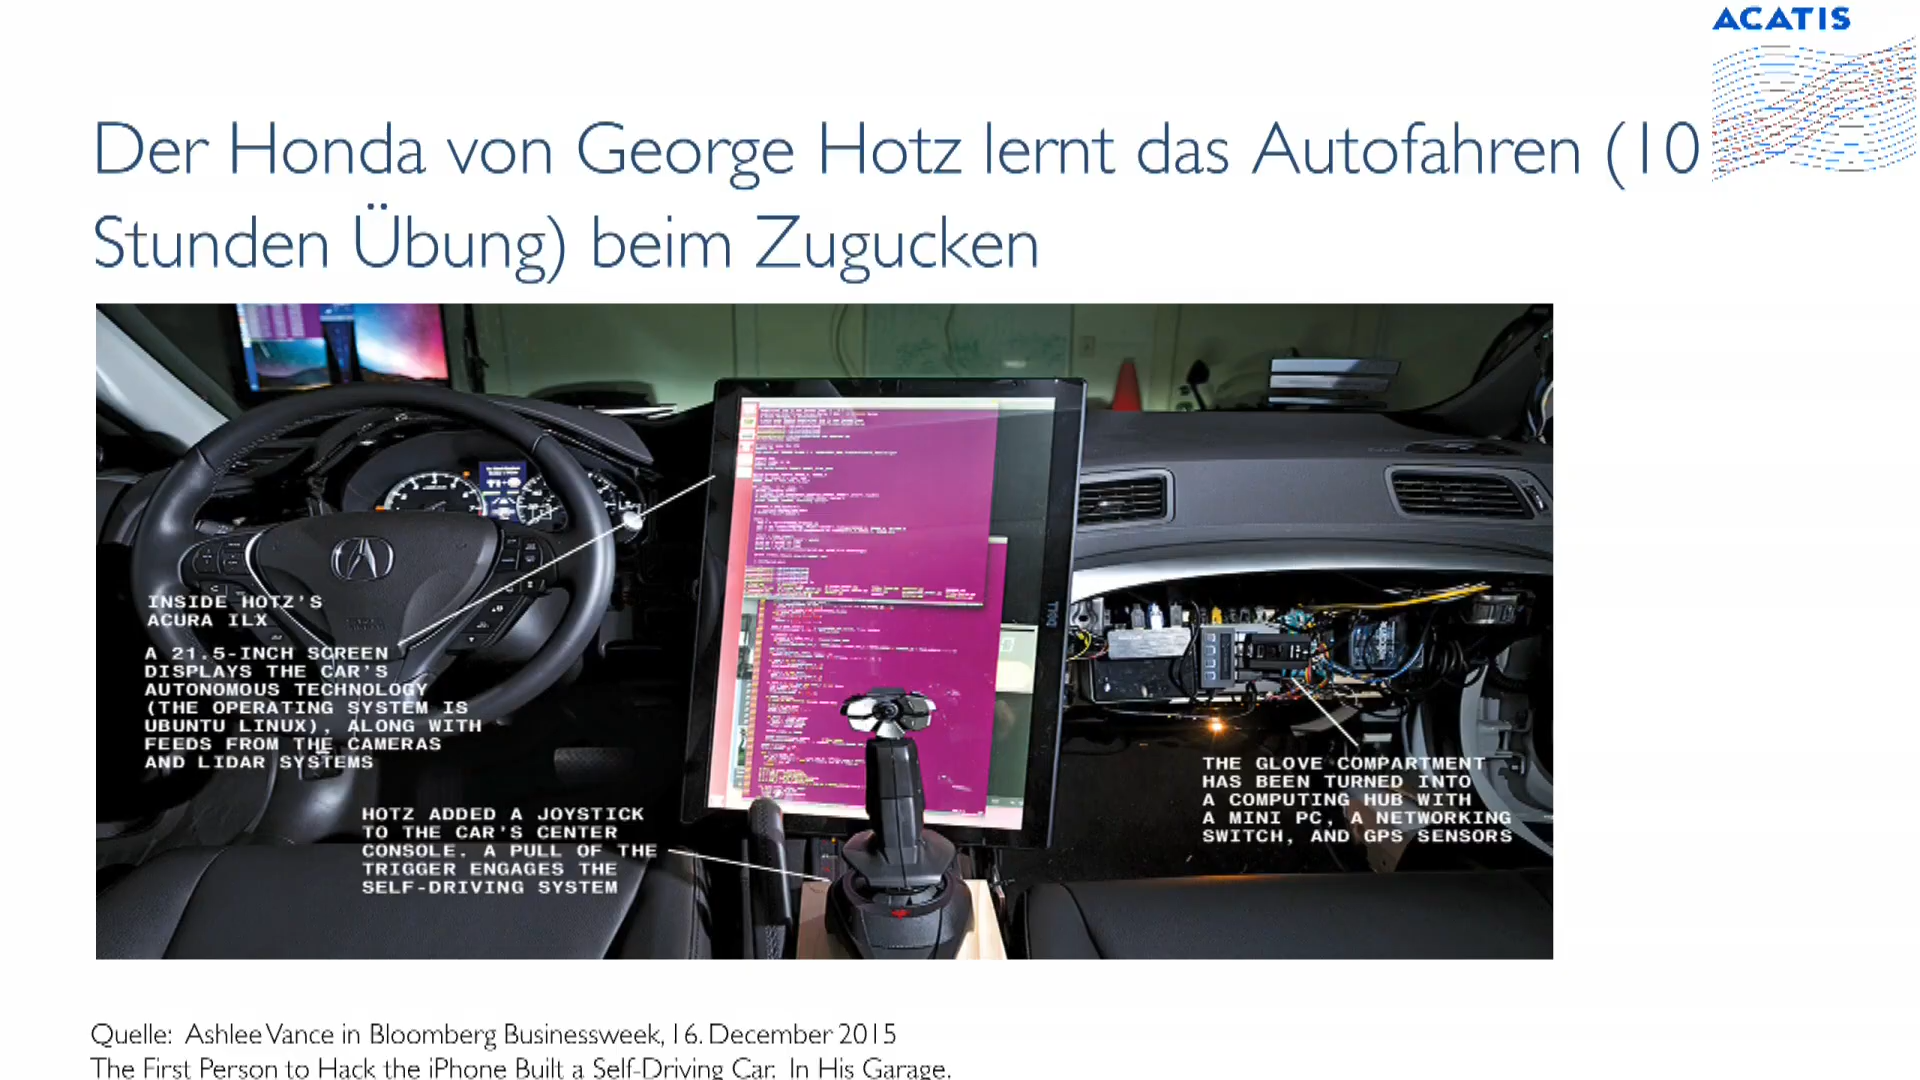 ACATIS
Der Honda von George Hotz lernt das Autofahren (10
Stunden Übung) beim Zugucken
INSIDE HOTZ'S
ACURA ILX
A 21.5-INCH SCREEN
DISPLAYS THE CAR'S
AUTONOMOUS TECHNOLOGY
(THE OPERATING SYSTEM IS
UBUNTU LINUX), ALONG WITH
FEEDS FROM THE CAMERAS
AND LIDAR SYSTEMS
HOTZ ADDED A JOYSTICK
TO THE CAR'S CENTER
CONSOLE. A PULL OF THE
TRIGGER ENGAGES THE
SELF-DRIVING SYSTEM
THE GLOVE COMPARTMENT
HAS BEEN TURNED INTO
A COMPUTING HUB WITH
A MINI PC, A NETWORKING
SWITCH, AND GPS SENSORS
Quelle: Ashlee Vance in Bloomberg Businessweek, 16. December 2015
The First Person to Hack the iPhone Built a Self-Driving Car. In His Garage.